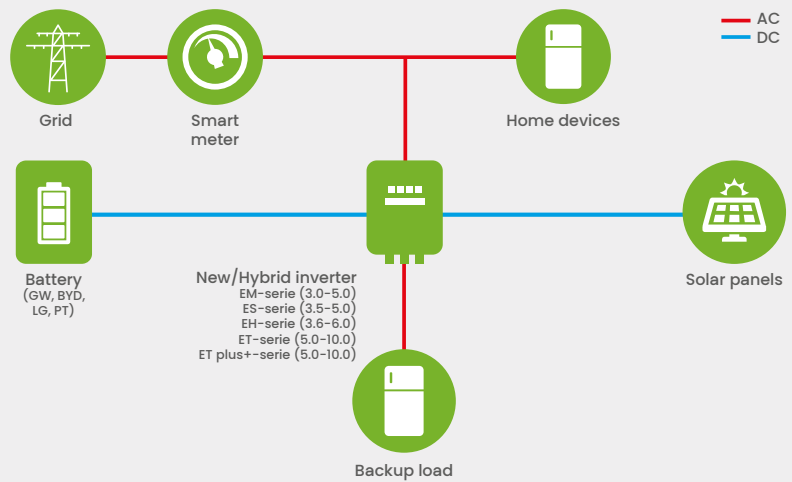 AC
DC
Grid
Smart
meter
Home devices
Battery
(GW, BYD,
LG, PT)
New/Hybrid inverter
EM-serie (3.0-5.0)
ES-serie (3.5-5.0)
EH-serie (3.6-6.0)
ET-serie (5.0-10.0)
ET plus+-serie (5.0-10.0)
Solar panels
Backup load